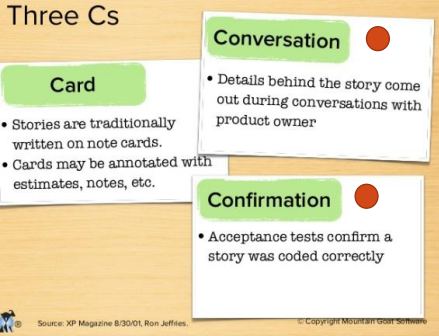 Three Cs
Card
• Stories are traditionally
written on note cards.
• Cards may be annotated with
estimates, notes, etc.
Conversation
• Details behind the story come
out during conversations with
product owner
Confirmation
• Acceptance tests confirm a
story was coded correctly
® Source: XP Magazine 8/30/01, Ron Jeffries.
© Copyright Mountain Goat Software